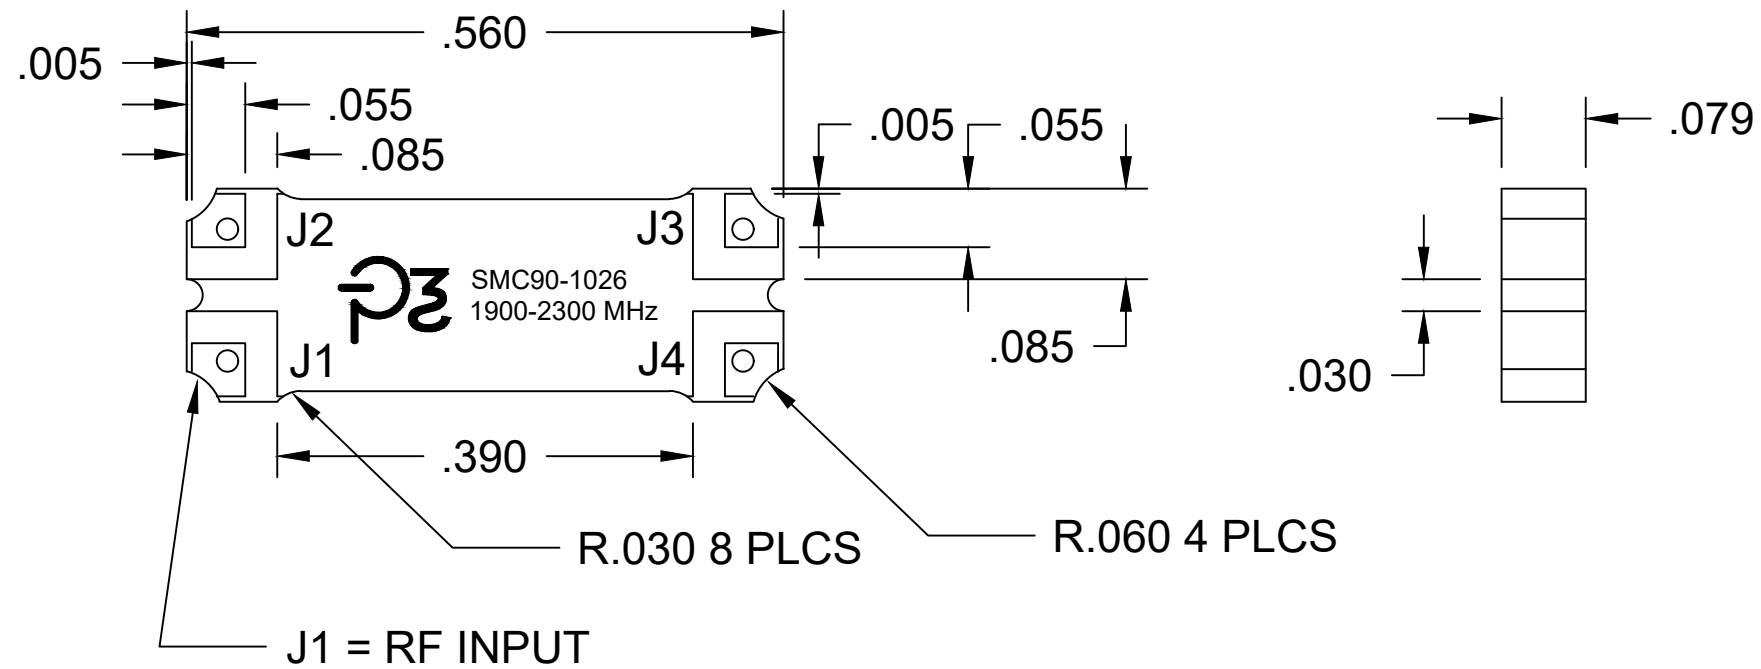 .560
.005
.055
.085
.005
.055
.079
J2
J3
SMC90-1026
1900-2300 MHz
J1
J4
.085
.030
.390
R.030 8 PLCS
R.060 4 PLCS
J1 = RF INPUT